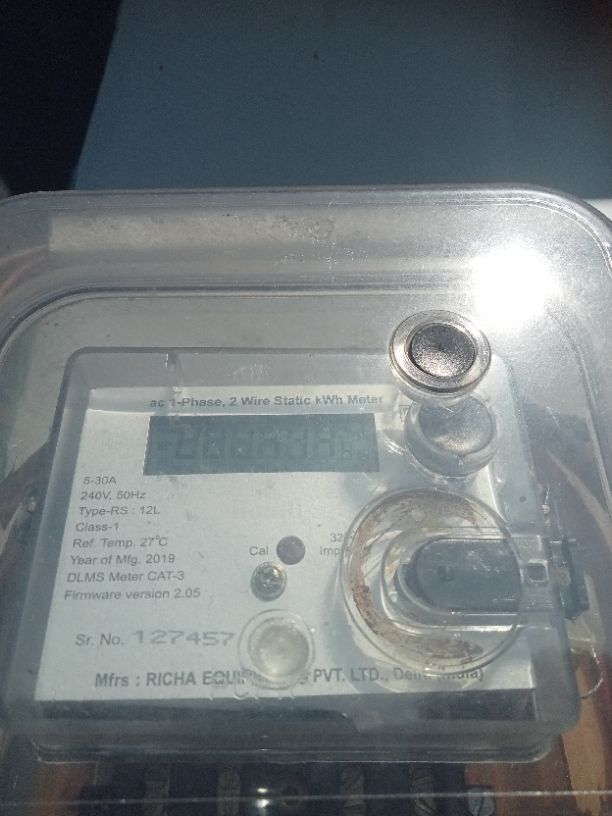 ac 1-Phase, 2 Wire Static kWh Meter
5-30A
240V, 50Hz
Type-RS : 12L
Class-1
Ref. Temp. 27°C
Year of Mfg. 2019
DLMS Meter CAT-3
Firmware version 2.05
Cal
32
Sr. No. 127457
Mfrs : RICHA PVT. LTD.,